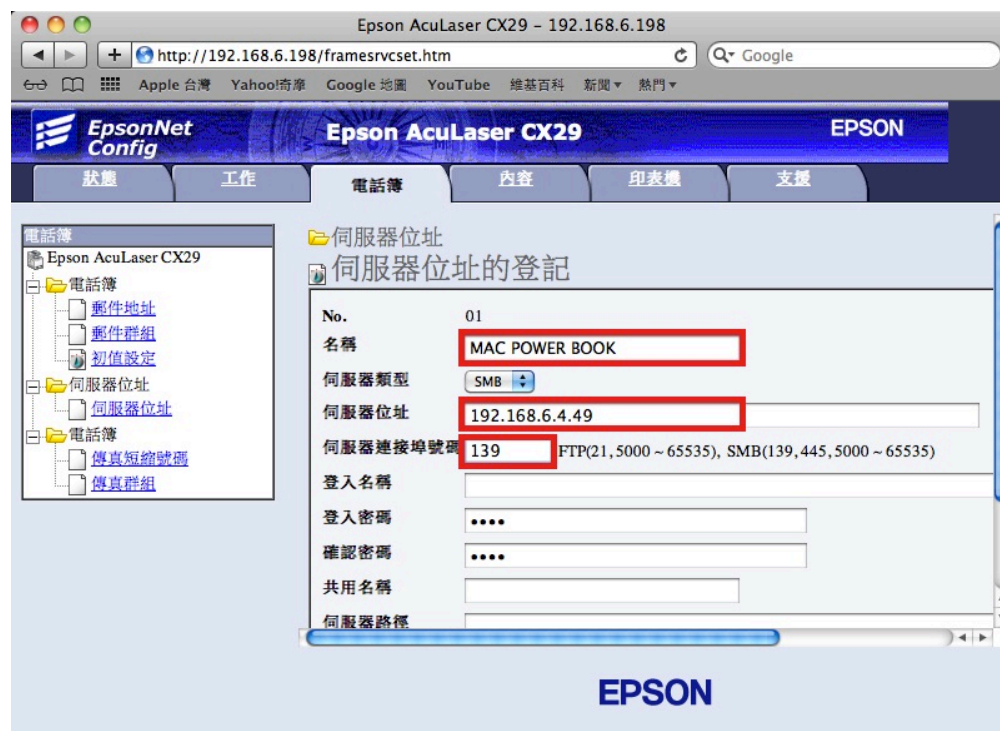 Epson AcuLaser CX29 – 192.168.6.198
http://192.168.6.198/framesrvcset.htm
Google
Apple 台灣 Yahoo!奇摩 Google 地圖 YouTube 維基百科 新聞 熱門
EpsonNet Config
Epson AcuLaser CX29
EPSON
狀態 工作 電話簿 內容 印表機 支援
電話簿
Epson AcuLaser CX29
電話簿
郵件地址
郵件群組
初值設定
伺服器位址
伺服器位址
電話簿
傳真短縮號碼
傳真群組
伺服器位址
伺服器位址的登記
No. 01
名稱 MAC POWER BOOK
伺服器類型 SMB
伺服器位址 192.168.6.4.49
伺服器連接埠號碼 139 FTP(21,5000 ~ 65535), SMB(139,445,5000 ~ 65535)
登入名稱
登入密碼 ••••
確認密碼 ••••
共用名稱
伺服器路徑
EPSON